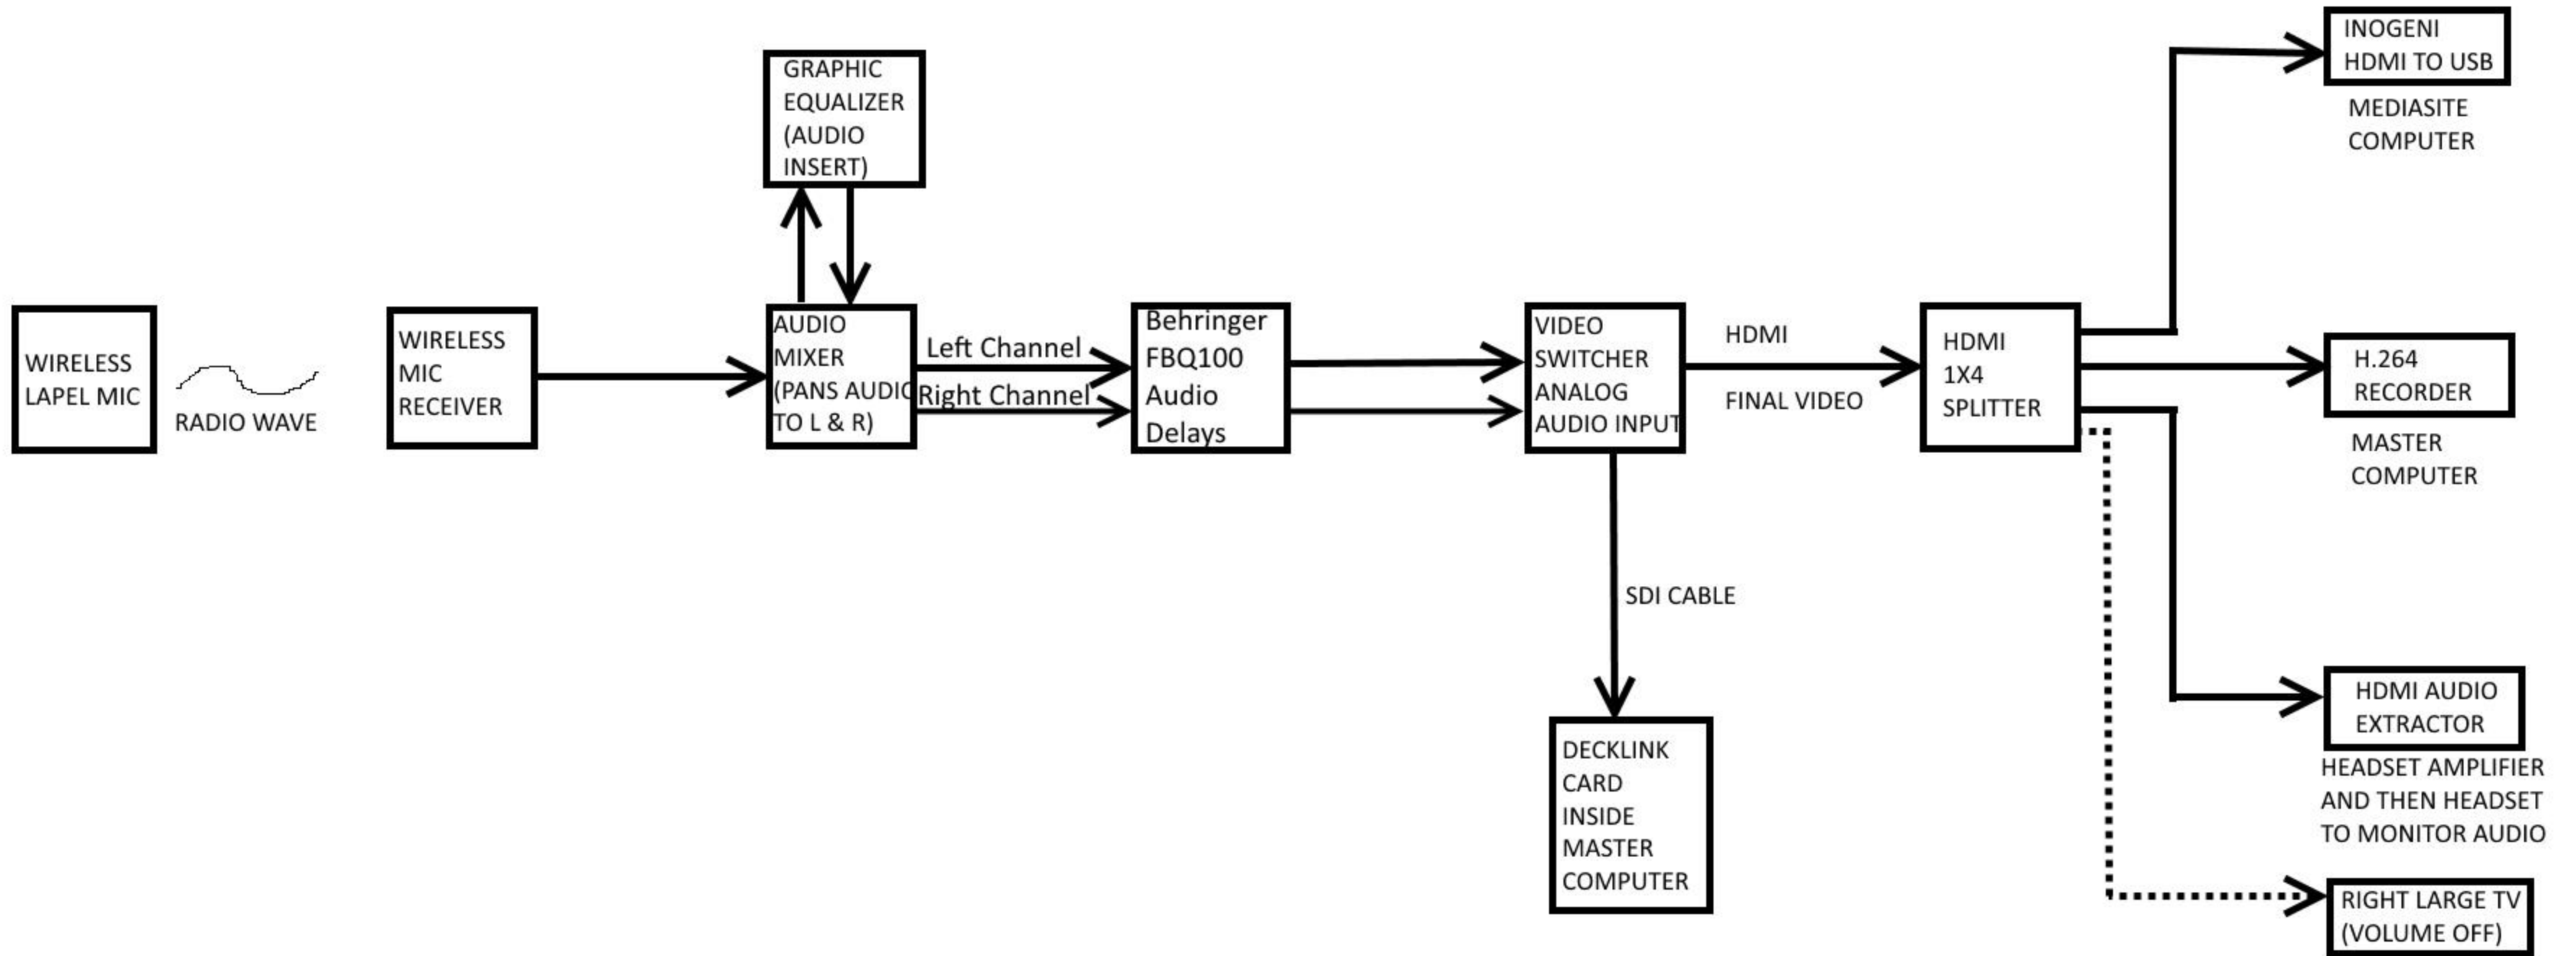 WIRELESS
LAPEL MIC
RADIO WAVE
WIRELESS
MIC
RECEIVER
GRAPHIC
EQUALIZER
(AUDIO
INSERT)
AUDIO
MIXER
(PANS AUDIO
TO L & R)
Left Channel
Right Channel
Behringer
FBQ100
Audio
Delays
VIDEO
SWITCHER
ANALOG
AUDIO INPUT
SDI CABLE
DECKLINK
CARD
INSIDE
MASTER
COMPUTER
HDMI
FINAL VIDEO
HDMI
1X4
SPLITTER
INOGENI
HDMI TO USB
MEDIASITE
COMPUTER
H.264
RECORDER
MASTER
COMPUTER
HDMI AUDIO
EXTRACTOR
HEADSET AMPLIFIER
AND THEN HEADSET
TO MONITOR AUDIO
RIGHT LARGE TV
(VOLUME OFF)